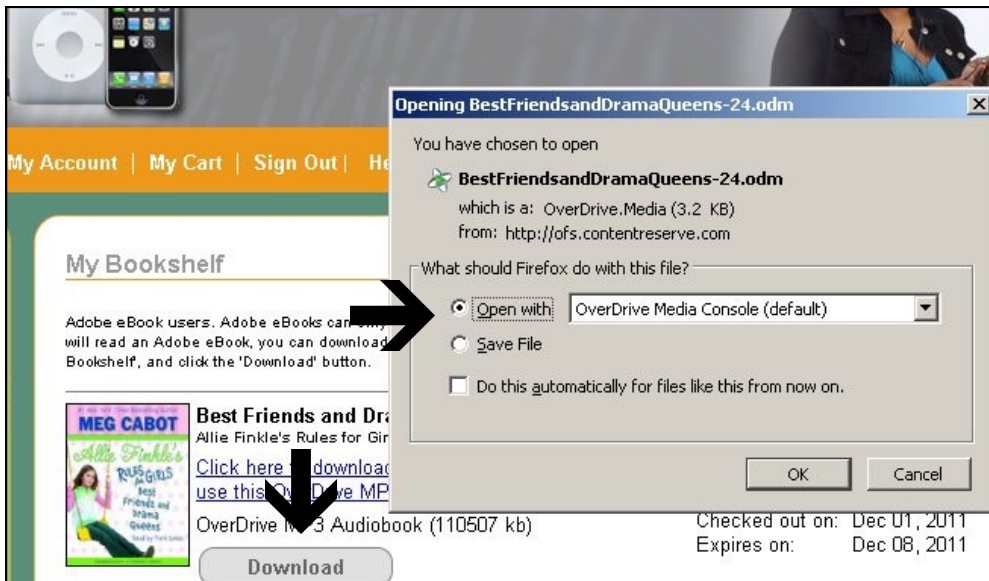 Opening BestFriendsandDramaQueens-24.odm
You have chosen to open
BestFriendsandDramaQueens-24.odm
which is a: OverDrive.Media (3.2 KB)
from: http://ofs.contentreserve.com
What should Firefox do with this file?
Open with OverDrive Media Console (default)
Save File
Do this automatically for files like this from now on.
OK Cancel
My Account | My Cart | Sign Out | He
My Bookshelf
Adobe eBook users. Adobe eBooks can only
will read an Adobe eBook, you can download
Bookshelf', and click the 'Download' button.
MEG CABOT
Allie Finkle's
RULES for GIRLS
Best
Friends and
Drama
Queens
Best Friends and Dra
Allie Finkle's Rules for Gir
Click here to download
use this OverDrive MP
OverDrive MP3 Audiobook (110507 kb)
Download
Checked out on: Dec 01, 2011
Expires on: Dec 08, 2011